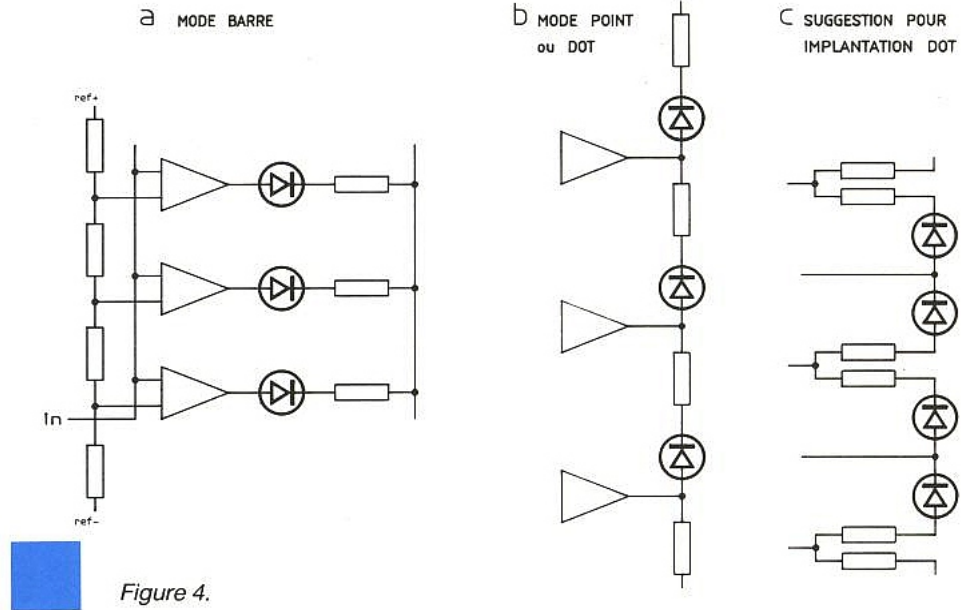 a MODE BARRE
b MODE POINT
ou DOT
c SUGGESTION POUR
IMPLANTATION DOT
ref+
In
ref-
Figure 4.